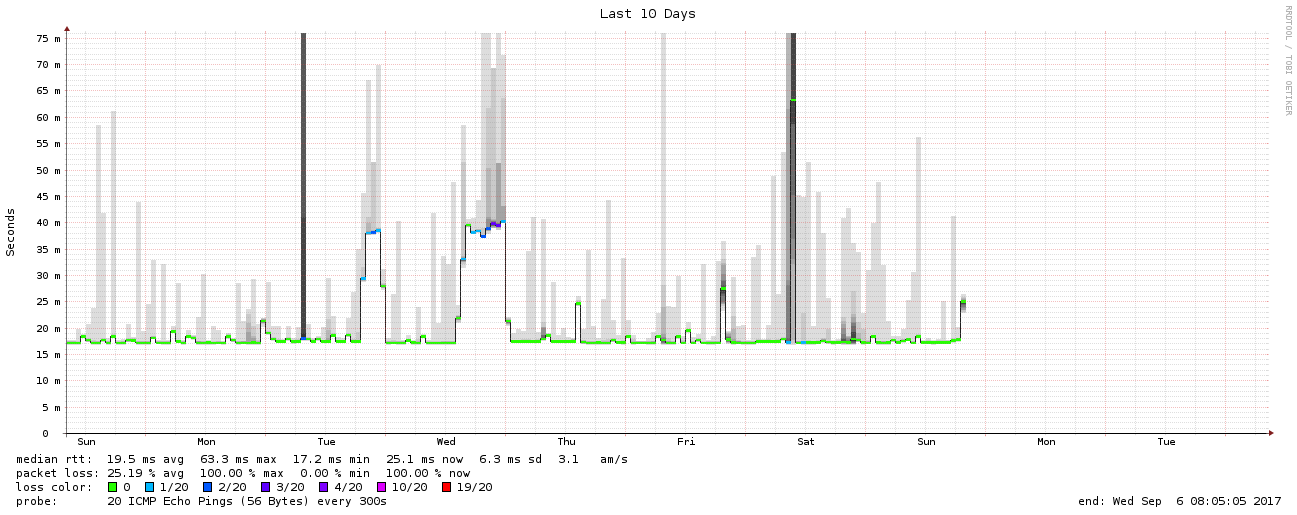 Last 10 Days
RRDTOOL / TOBI OETIKER
Seconds
75 m
70 m
65 m
60 m
55 m
50 m
45 m
40 m
35 m
30 m
25 m
20 m
15 m
10 m
5 m
0
Sun Mon Tue Wed Thu Fri Sat Sun Mon Tue
median rtt: 19.5 ms avg 63.3 ms max 17.2 ms min 25.1 ms now 6.3 ms sd 3.1 am/s
packet loss: 25.19 % avg 100.00 % max 0.00 % min 100.00 % now
loss color: 0 1/20 2/20 3/20 4/20 10/20 19/20
probe: 20 ICMP Echo Pings (56 Bytes) every 300s end: Wed Sep 6 08:05:05 2017